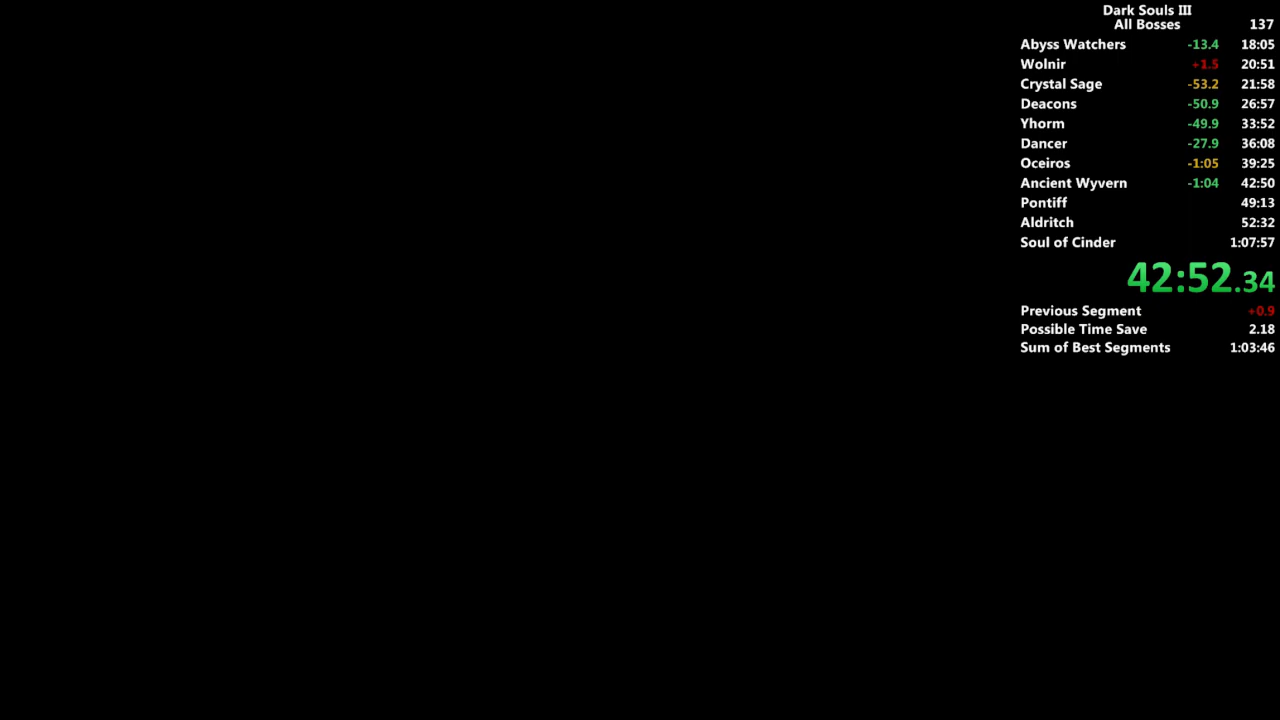 Dark Souls III
All Bosses 137
Abyss Watchers -13.4 18:05
Wolnir +1.5 20:51
Crystal Sage -53.2 21:58
Deacons -50.9 26:57
Yhorm -49.9 33:52
Dancer -27.9 36:08
Oceiros -1:05 39:25
Ancient Wyvern -1:04 42:50
Pontiff 49:13
Aldritch 52:32
Soul of Cinder 1:07:57
42:52.34
Previous Segment +0.9
Possible Time Save 2.18
Sum of Best Segments 1:03:46